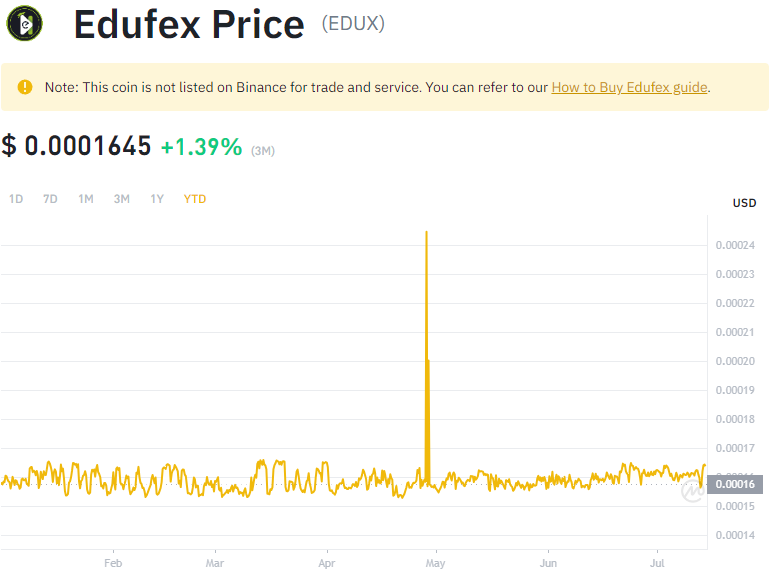 Edufex Price (EDUX)
Note: This coin is not listed on Binance for trade and service. You can refer to our How to Buy Edufex guide.
$ 0.0001645 +1.39% (3M)
1D 7D 1M 3M 1Y YTD
USD
0.00024
0.00023
0.00022
0.00021
0.00020
0.00019
0.00018
0.00017
0.00016
0.00015
0.00014
Feb Mar Apr May Jun Jul